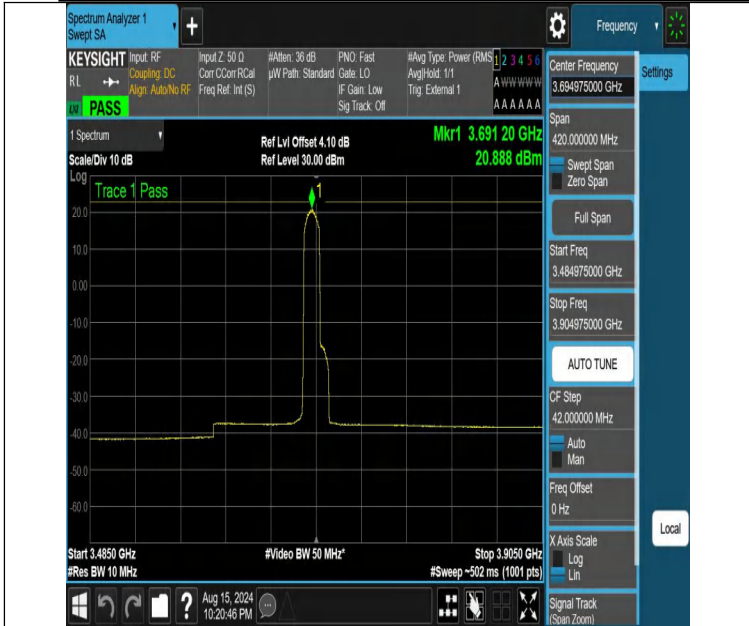 Spectrum Analyzer 1
Swept SA
+
Frequency
KEYSIGHT
RL
PASS
Input: RF
Coupling: DC
Align: Auto/No RF
Input Z: 50 Ω
Corr CCorr RCal
Freq Ref: Int (S)
#Atten: 36 dB
µW Path: Standard
PNO: Fast
Gate: LO
IF Gain: Low
Sig Track: Off
#Avg Type: Power (RMS
Avg|Hold: 1/1
Trig: External 1
1 2 3 4 5 6
A W W W W W
A A A A A A
1 Spectrum
Scale/Div 10 dB
Ref Lvl Offset 4.10 dB
Ref Level 30.00 dBm
Mkr1 3.691 20 GHz
20.888 dBm
Log
Trace 1 Pass
1
20.0
10.0
0.00
-10.0
-20.0
-30.0
-40.0
-50.0
-60.0
Start 3.4850 GHz
#Res BW 10 MHz
#Video BW 50 MHz*
Stop 3.9050 GHz
#Sweep ~502 ms (1001 pts)
Aug 15, 2024
10:20:46 PM
Center Frequency
3.694975000 GHz
Settings
Span
420.000000 MHz
Swept Span
Zero Span
Full Span
Start Freq
3.484975000 GHz
Stop Freq
3.904975000 GHz
AUTO TUNE
CF Step
42.000000 MHz
Auto
Man
Freq Offset
0 Hz
X Axis Scale
Log
Lin
Local
Signal Track
(Span Zoom)